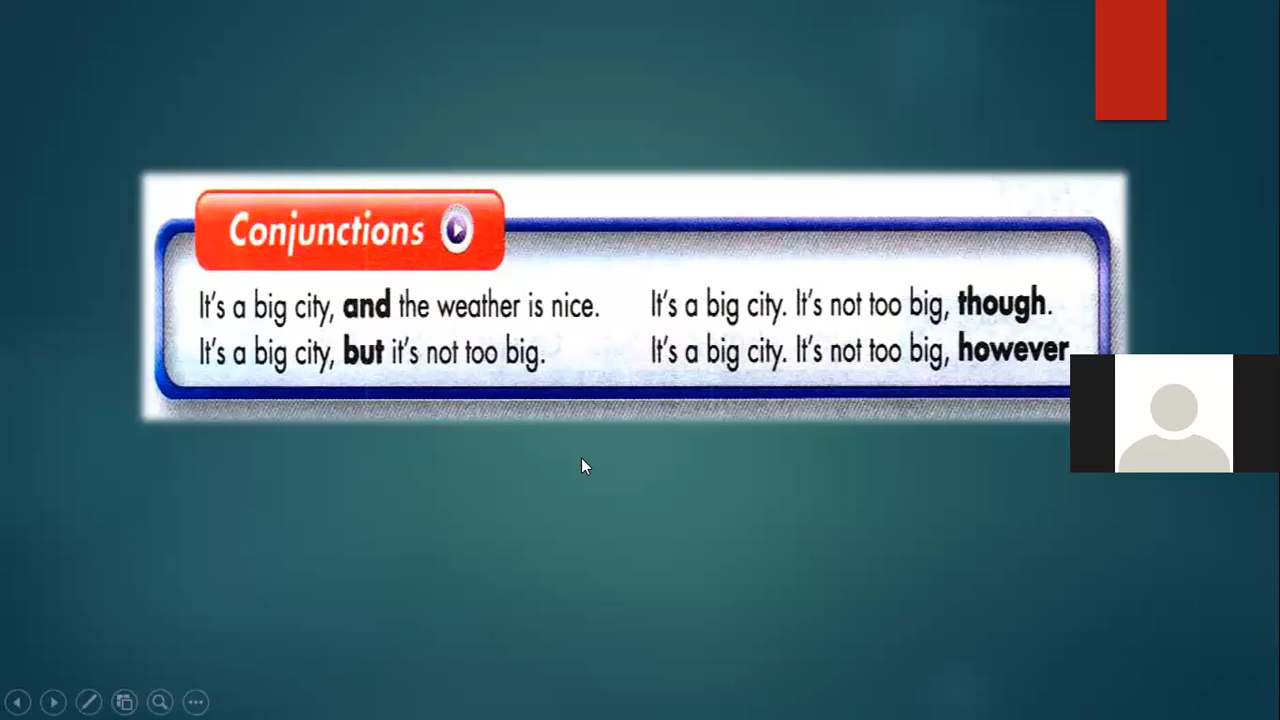 Conjunctions
It's a big city, and the weather is nice.
It's a big city, but it's not too big.
It's a big city. It's not too big, though.
It's a big city. It's not too big, however